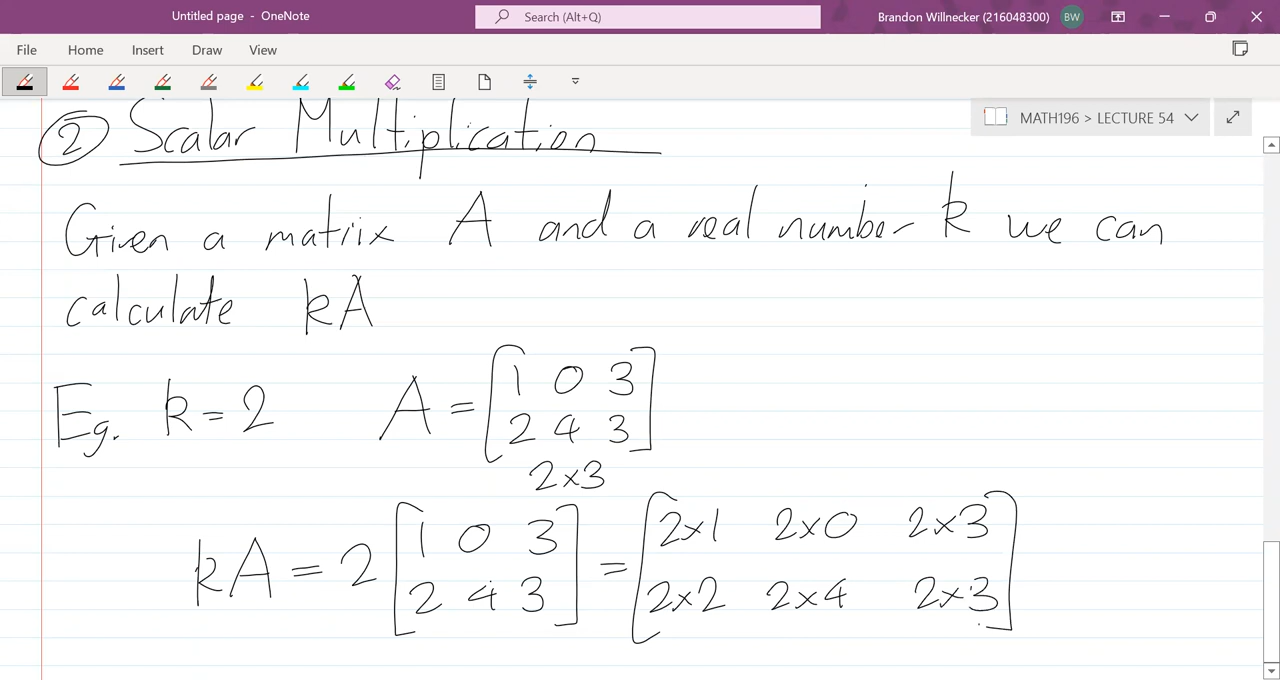 Untitled page - OneNote
Search (Alt+Q)
Brandon Willnecker (216048300)
BW
File Home Insert Draw View
MATH196 > LECTURE 54
② Scalar Multiplication
Given a matrix A and a real number k we can
calculate kA
Eg. k = 2 A = [1 0 3
2 4 3]
2×3
kA = 2 [1 0 3 = [2×1 2×0 2×3
2 4 3] 2×2 2×4 2×3]